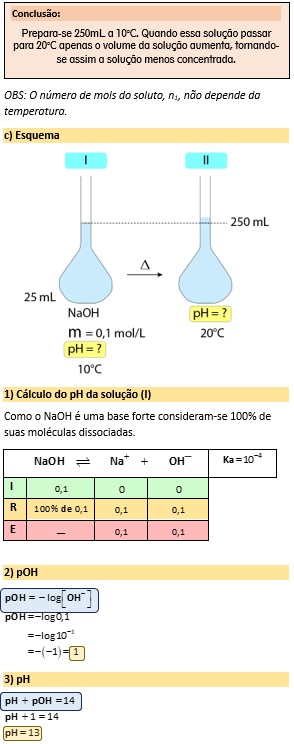 Conclusão:
Prepara-se 250mL a 10°C. Quando essa solução passar
para 20°C apenas o volume da solução aumenta, tornando-
se assim a solução menos concentrada.
OBS: O número de mols do soluto, n₁, não depende da
temperatura.
c) Esquema
I II
250 mL
Δ
25 mL
NaOH pH = ?
m = 0,1 mol/L 20°C
pH = ?
10°C
1) Cálculo do pH da solução (I)
Como o NaOH é uma base forte consideram-se 100% de
suas moléculas dissociadas.
NaOH ⇌ Na⁺ + OH⁻ Ka = 10⁻⁴
I 0,1 0 0
R 100% de 0,1 0,1 0,1
E — 0,1 0,1
2) pOH
pOH = − log[OH⁻]
pOH = −log0,1
= −log10⁻¹
= −(−1) = 1
3) pH
pH + pOH = 14
pH + 1 = 14
pH = 13